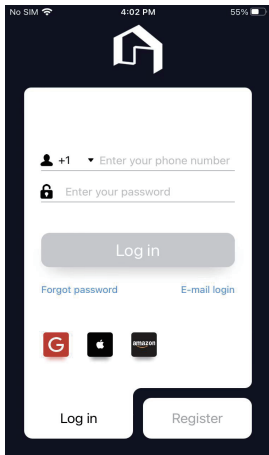 No SIM 4:02 PM 55%
+1 Enter your phone number
Enter your password
Log in
Forgot password E-mail login
G amazon
Log in Register